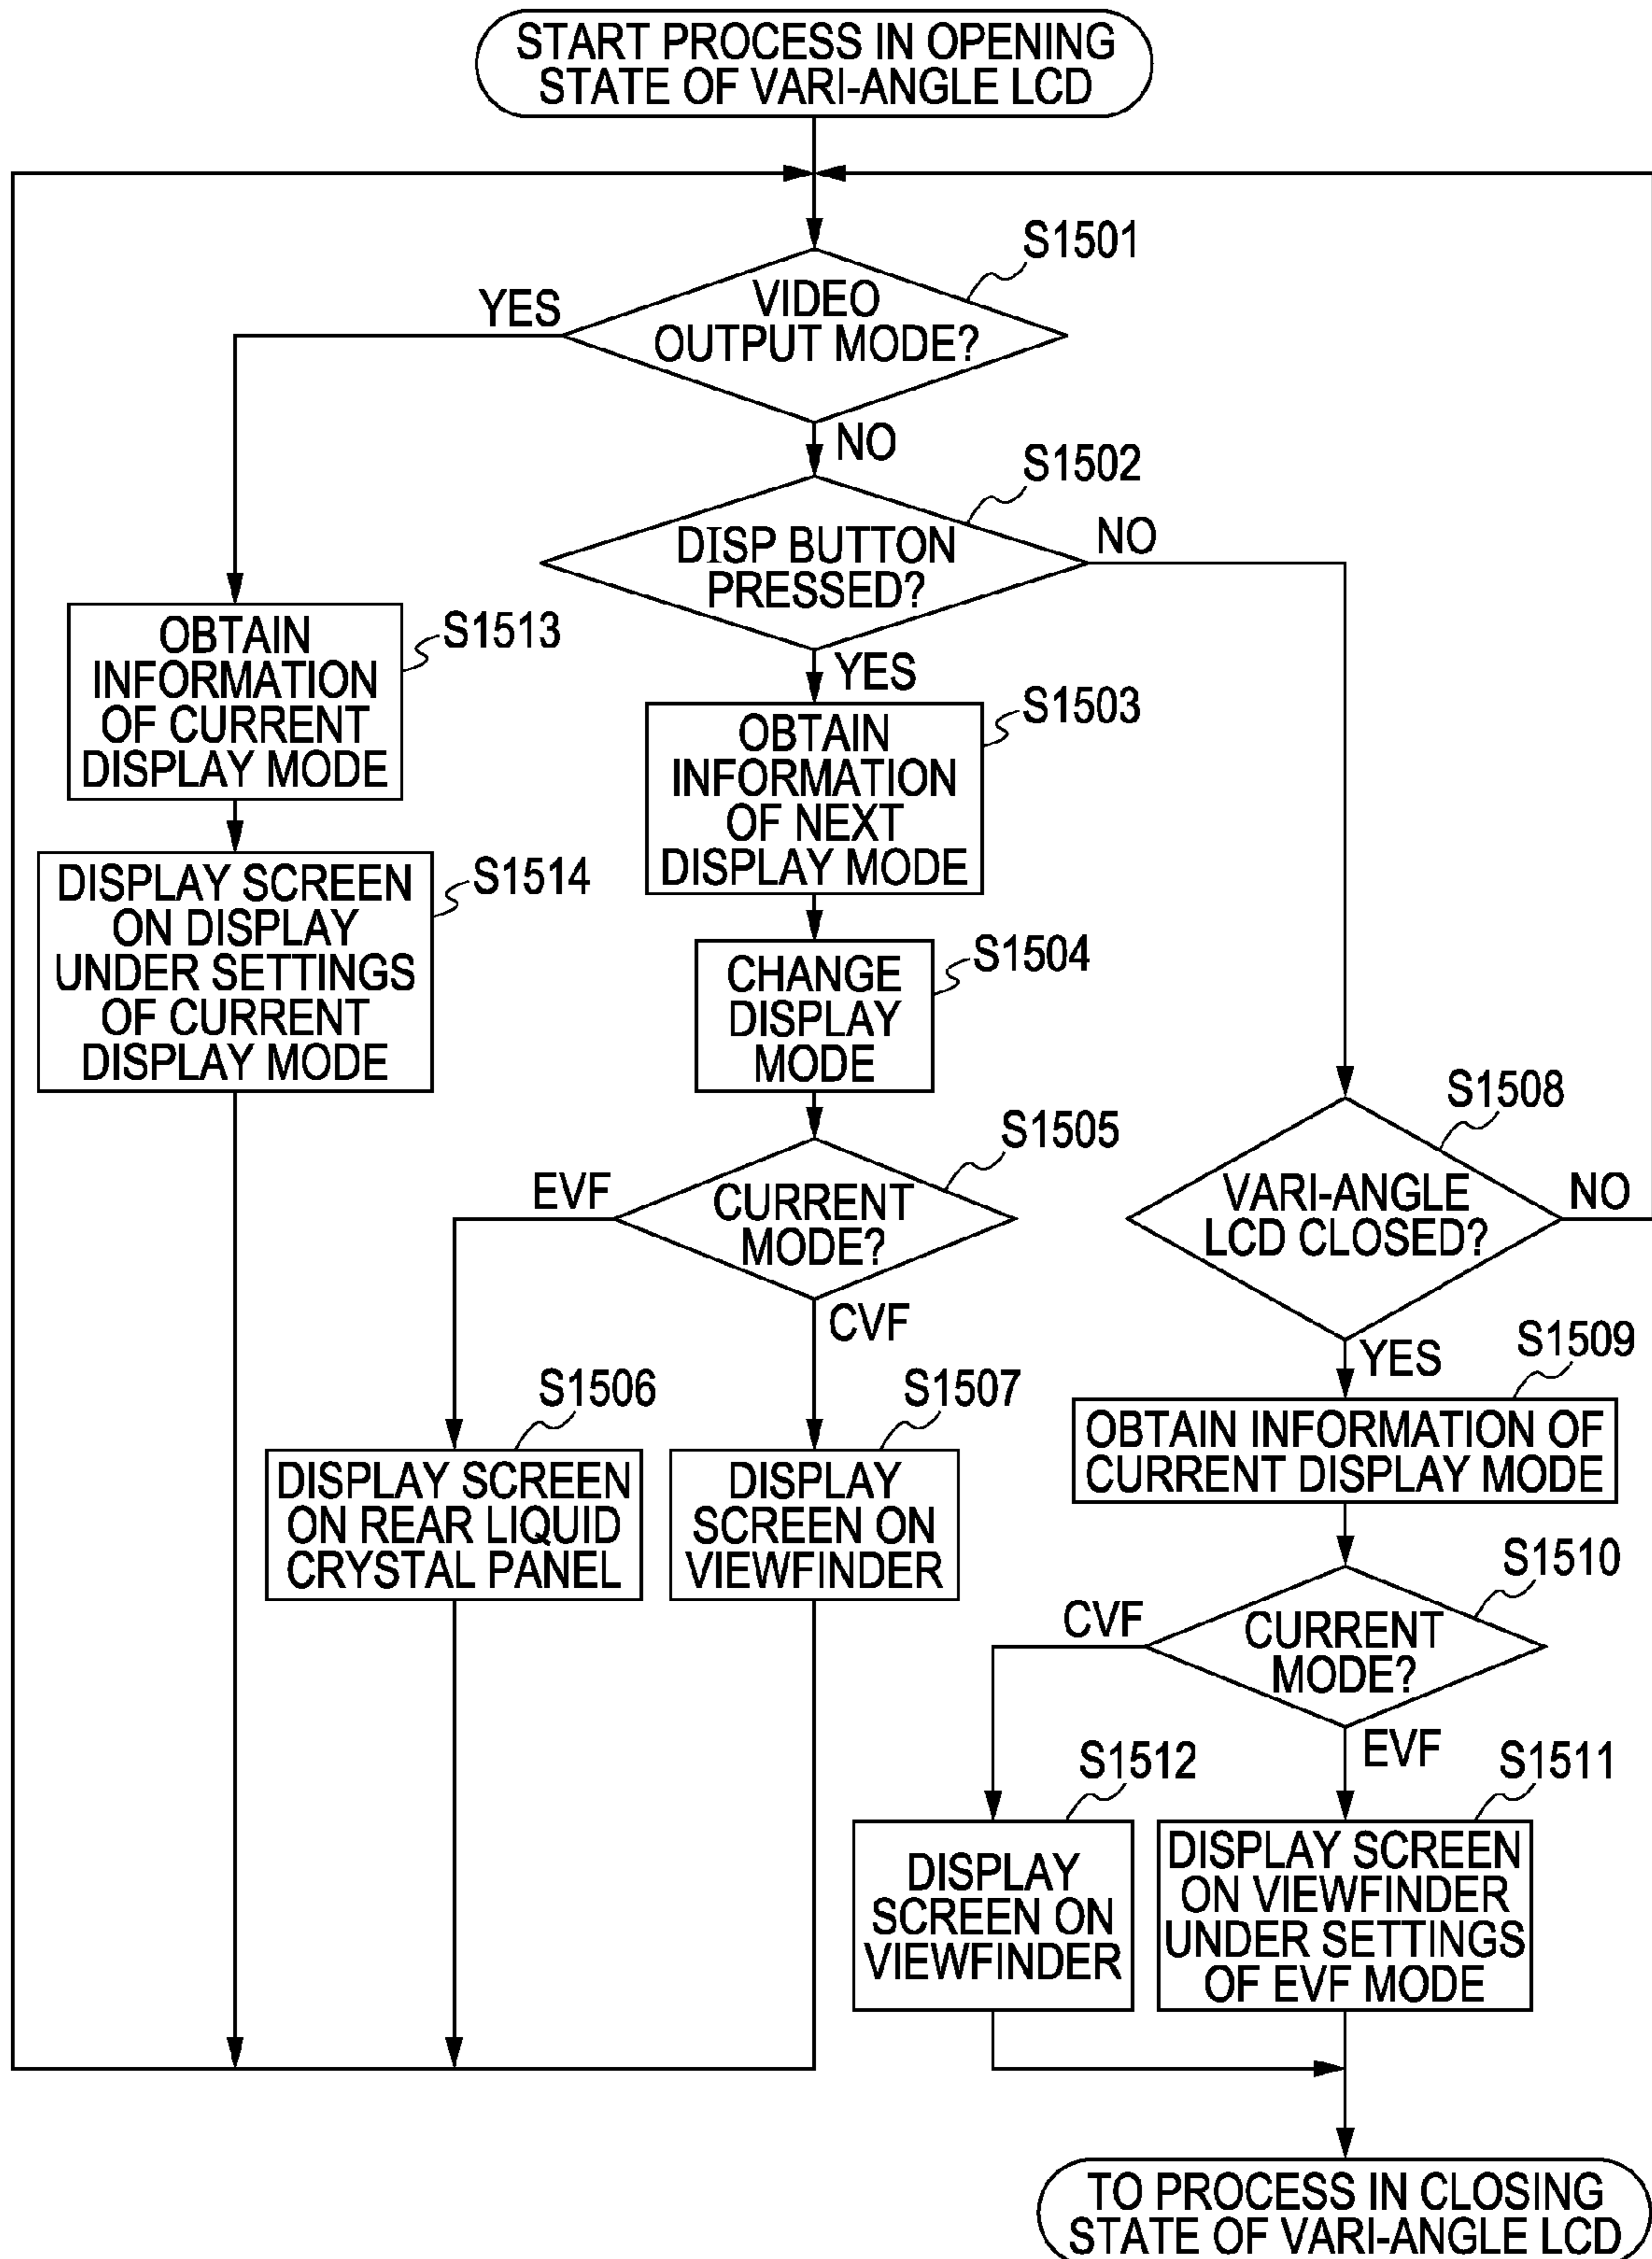 START PROCESS IN OPENING
STATE OF VARI-ANGLE LCD
S1501
VIDEO
OUTPUT MODE?
YES
NO
S1502
DISP BUTTON
PRESSED?
NO
YES
S1513
OBTAIN
INFORMATION
OF CURRENT
DISPLAY MODE
S1503
OBTAIN
INFORMATION
OF NEXT
DISPLAY MODE
S1514
DISPLAY SCREEN
ON DISPLAY
UNDER SETTINGS
OF CURRENT
DISPLAY MODE
S1504
CHANGE
DISPLAY
MODE
S1505
CURRENT
MODE?
EVF
CVF
S1508
VARI-ANGLE
LCD CLOSED?
NO
YES
S1506
DISPLAY SCREEN
ON REAR LIQUID
CRYSTAL PANEL
S1507
DISPLAY
SCREEN ON
VIEWFINDER
S1509
OBTAIN INFORMATION OF
CURRENT DISPLAY MODE
S1510
CURRENT
MODE?
CVF
EVF
S1512
DISPLAY
SCREEN ON
VIEWFINDER
S1511
DISPLAY SCREEN
ON VIEWFINDER
UNDER SETTINGS
OF EVF MODE
TO PROCESS IN CLOSING
STATE OF VARI-ANGLE LCD